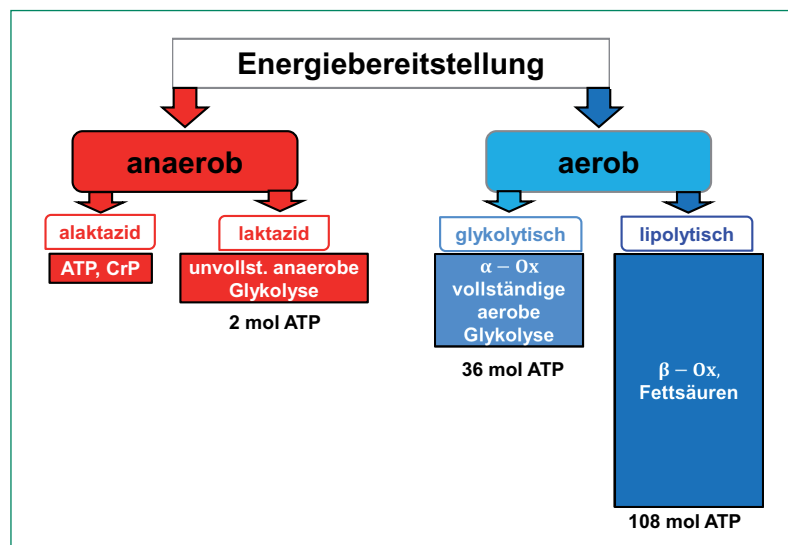 Energiebereitstellung
anaerob
aerob
alaktazid
laktazid
glykolytisch
lipolytisch
ATP, CrP
unvollst. anaerobe
Glykolyse
2 mol ATP
α – Ox
vollständige
aerobe
Glykolyse
36 mol ATP
β – Ox,
Fettsäuren
108 mol ATP